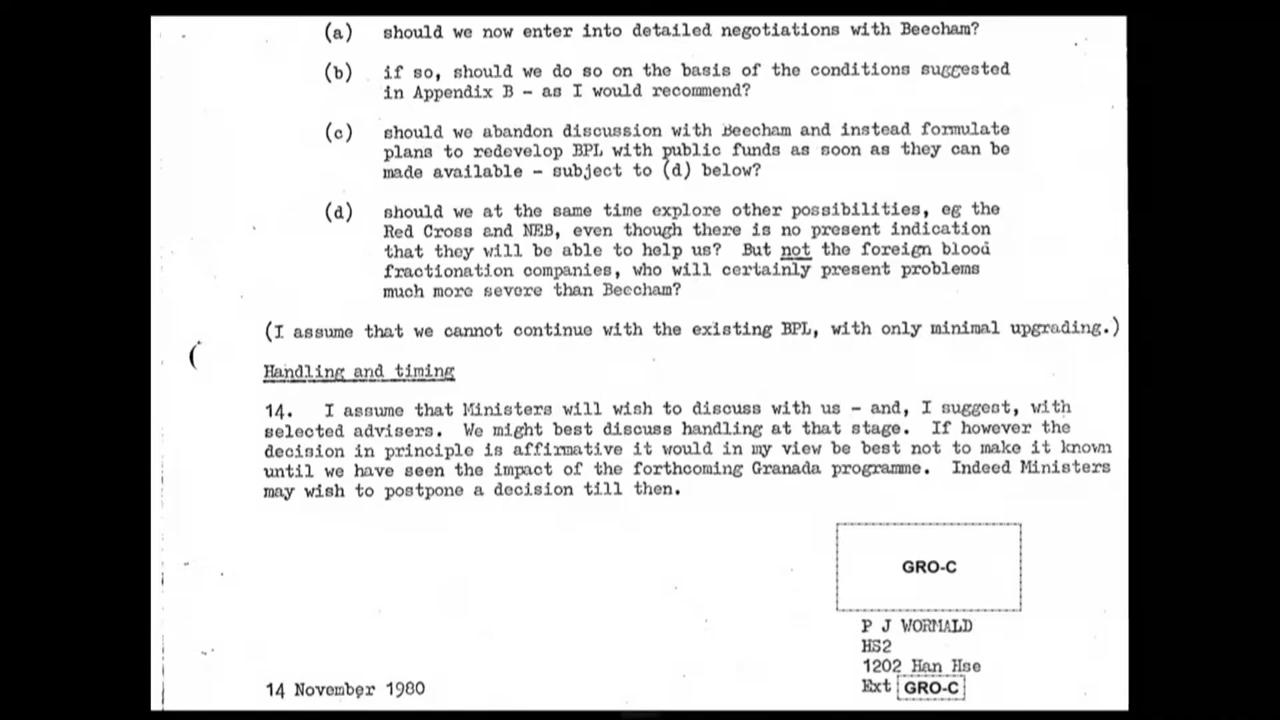 (a) should we now enter into detailed negotiations with Beecham?
(b) if so, should we do so on the basis of the conditions suggested
in Appendix B - as I would recommend?
(c) should we abandon discussion with Beecham and instead formulate
plans to redevelop BPL with public funds as soon as they can be
made available - subject to (d) below?
(d) should we at the same time explore other possibilities, eg the
Red Cross and NEB, even though there is no present indication
that they will be able to help us? But not the foreign blood
fractionation companies, who will certainly present problems
much more severe than Beecham?
(I assume that we cannot continue with the existing BPL, with only minimal upgrading.)
Handling and timing
14. I assume that Ministers will wish to discuss with us - and, I suggest, with
selected advisers. We might best discuss handling at that stage. If however the
decision in principle is affirmative it would in my view be best not to make it known
until we have seen the impact of the forthcoming Granada programme. Indeed Ministers
may wish to postpone a decision till then.
GRO-C
P J WORMALD
HS2
1202 Han Hse
Ext GRO-C
14 November 1980